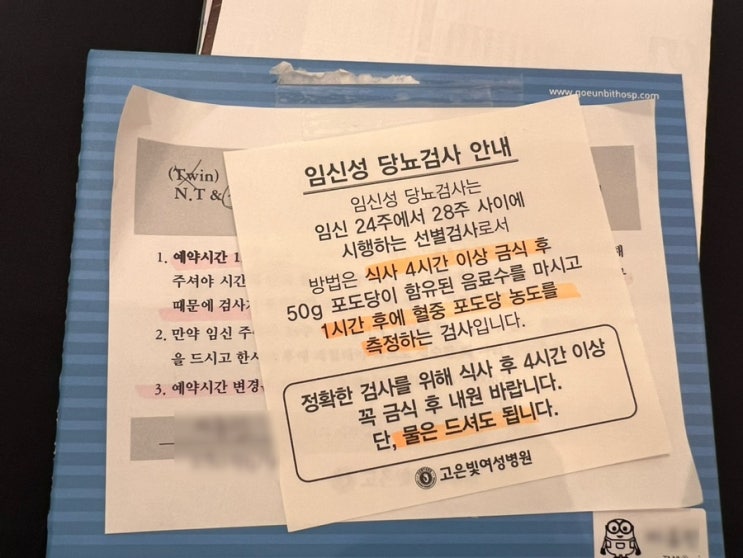 www.goeunbithosp.com
(Twin)
N.T &
1. 예약시간 1
주셔야 시간
때문에 검사
2. 만약 임신 주
을 드시고 한시
3. 예약시간 변경
임신성 당뇨검사 안내
임신성 당뇨검사는
임신 24주에서 28주 사이에
시행하는 선별검사로서
방법은 식사 4시간 이상 금식 후
50g 포도당이 함유된 음료수를 마시고
1시간 후에 혈중 포도당 농도를
측정하는 검사입니다.
정확한 검사를 위해 식사 후 4시간 이상
꼭 금식 후 내원 바랍니다.
단, 물은 드셔도 됩니다.
고은빛여성병원